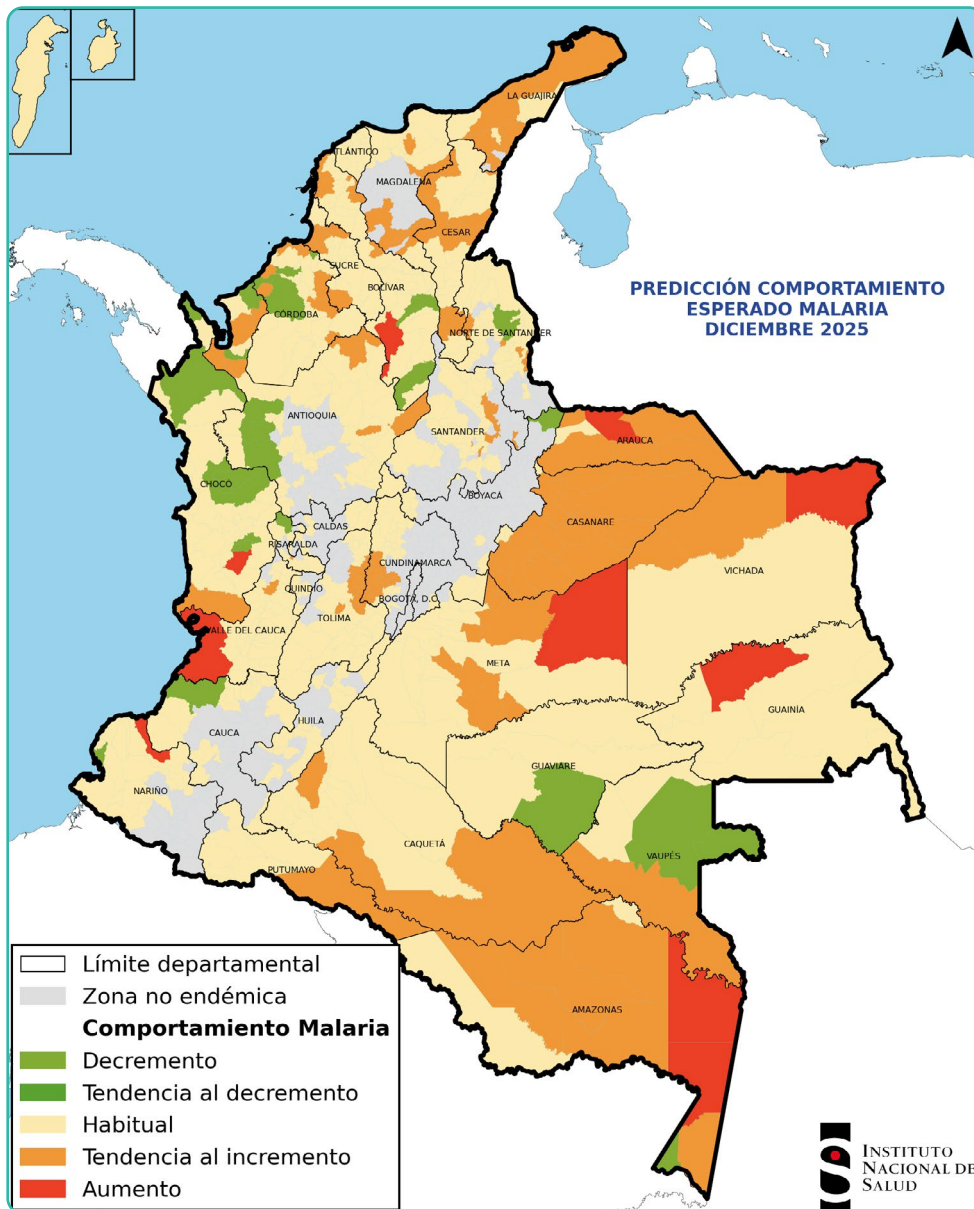 LA GUAJIRA
ATLÁNTICO
MAGDALENA
CESAR
SUCRE
BOLÍVAR
CÓRDOBA
NORTE DE SANTANDER
PREDICCIÓN COMPORTAMIENTO
ESPERADO MALARIA
DICIEMBRE 2025
ANTIOQUIA
SANTANDER
ARAUCA
CHOCÓ
BOYACÁ
CALDAS
CASANARE
RISARALDA
CUNDINAMARCA
VICHADA
QUINDÍO
BOGOTÁ, D.C.
TOLIMA
VALLE DEL CAUCA
META
GUAINÍA
HUILA
CAUCA
GUAVIARE
NARIÑO
CAQUETÁ
VAUPÉS
PUTUMAYO
AMAZONAS
Límite departamental
Zona no endémica
Comportamiento Malaria
Decremento
Tendencia al decremento
Habitual
Tendencia al incremento
Aumento
INSTITUTO
NACIONAL DE
SALUD